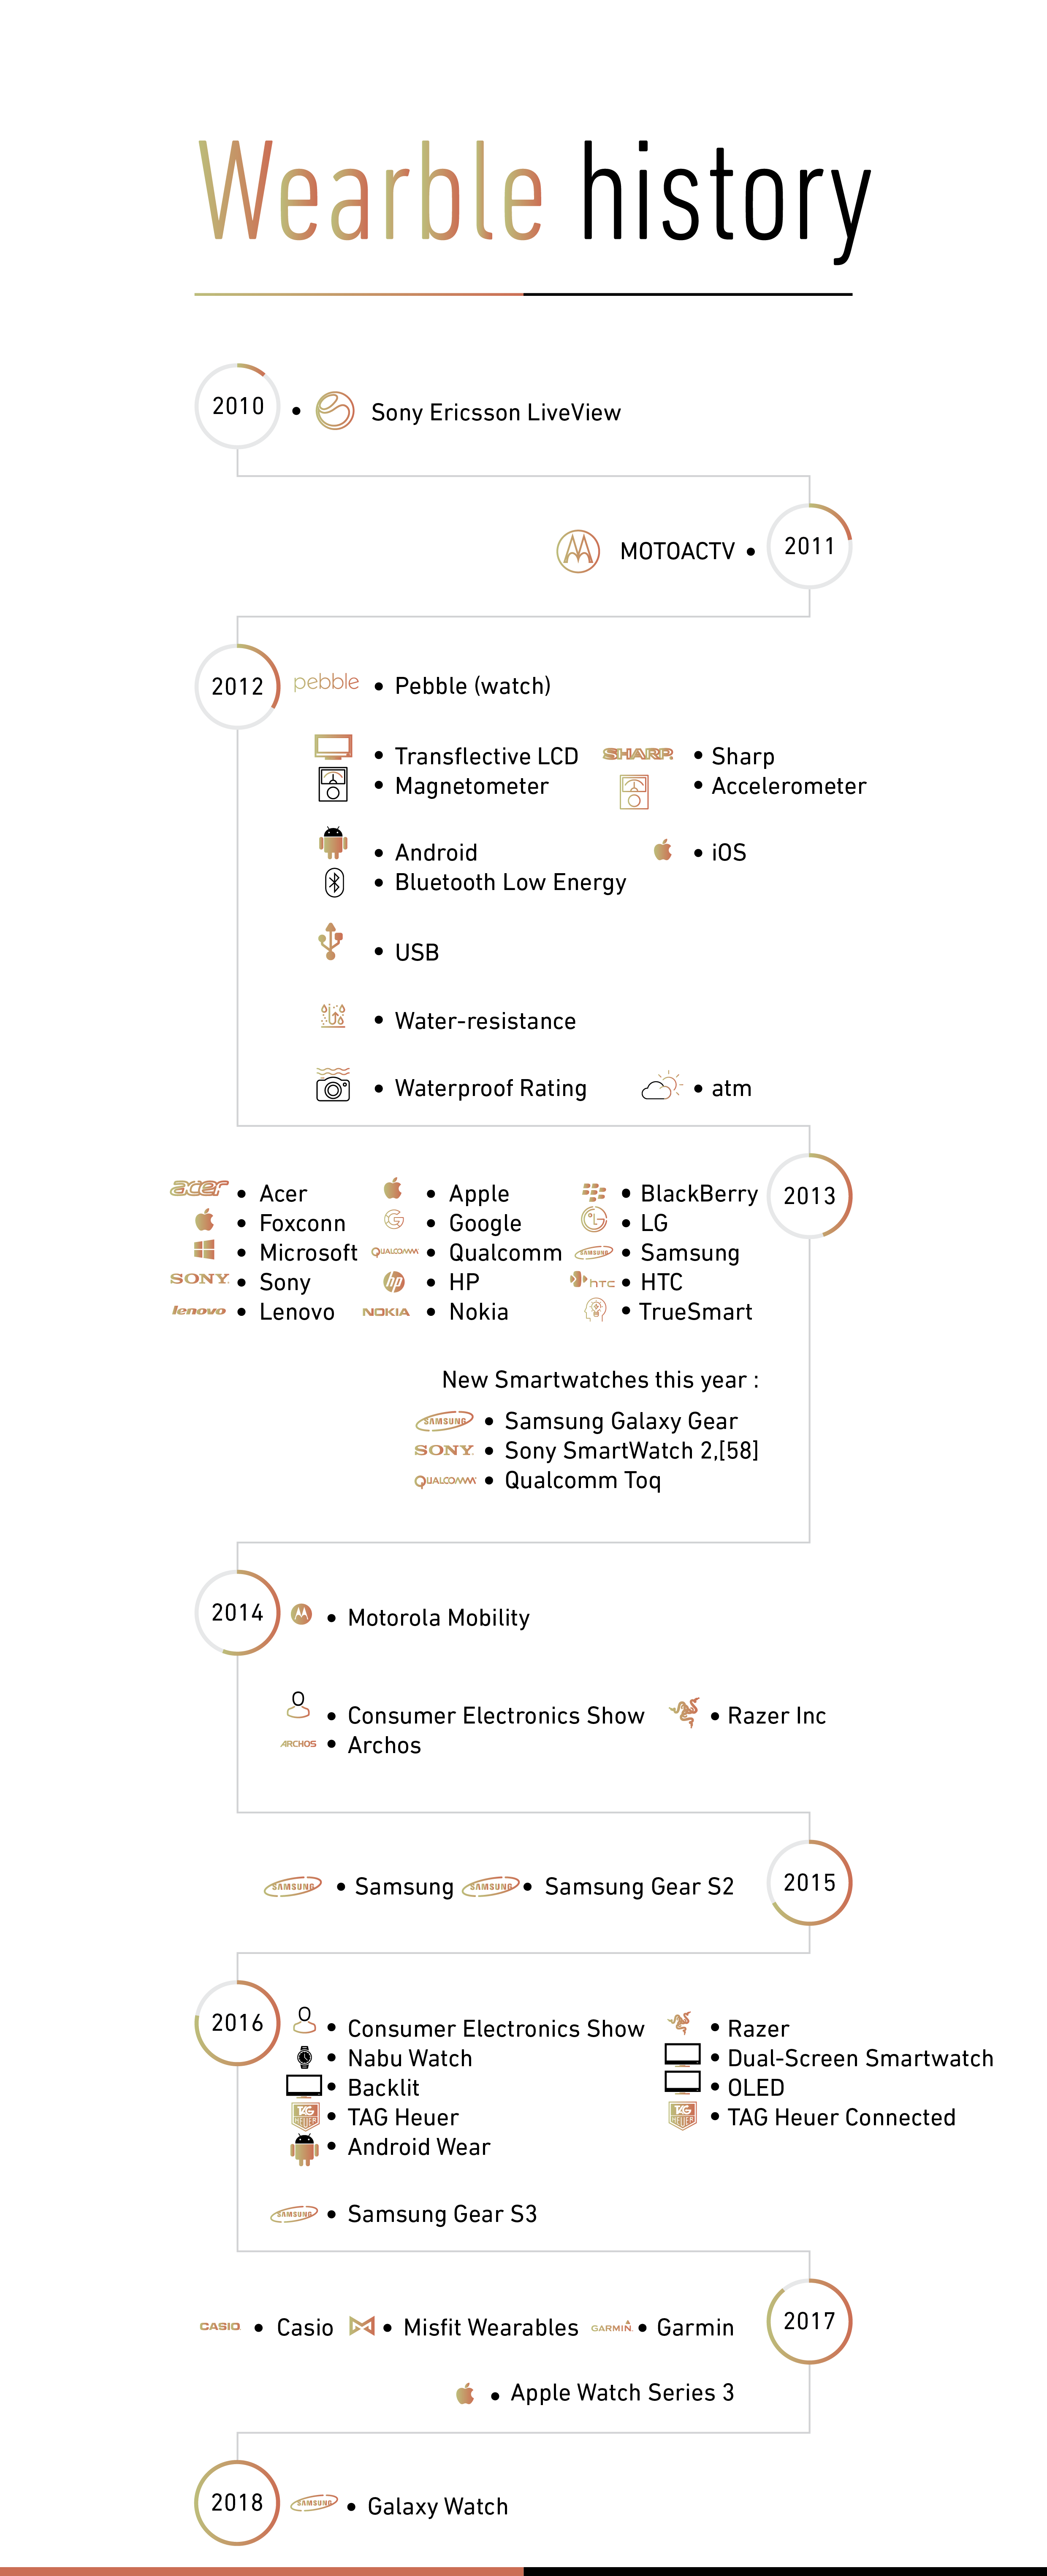 Wearble history
2010
Sony Ericsson LiveView
MOTOACTV
2011
2012
pebble
Pebble (watch)
Transflective LCD
SHARP
Sharp
Magnetometer
Accelerometer
Android
iOS
Bluetooth Low Energy
USB
Water-resistance
Waterproof Rating
atm
2013
acer
Acer
Apple
BlackBerry
Foxconn
G
Google
LG
LG
Microsoft
QUALCOMM
Qualcomm
SAMSUNG
Samsung
SONY
Sony
hp
HP
hTC
HTC
lenovo
Lenovo
NOKIA
Nokia
TrueSmart
New Smartwatches this year :
SAMSUNG
Samsung Galaxy Gear
SONY
Sony SmartWatch 2,[58]
QUALCOMM
Qualcomm Toq
2014
Motorola Mobility
Consumer Electronics Show
Razer Inc
ARCHOS
Archos
SAMSUNG
Samsung
SAMSUNG
Samsung Gear S2
2015
2016
Consumer Electronics Show
Razer
Nabu Watch
Dual-Screen Smartwatch
Backlit
OLED
TAG
HEUER
TAG Heuer
TAG
HEUER
TAG Heuer Connected
Android Wear
SAMSUNG
Samsung Gear S3
CASIO
Casio
Misfit Wearables
GARMIN
Garmin
2017
Apple Watch Series 3
2018
SAMSUNG
Galaxy Watch